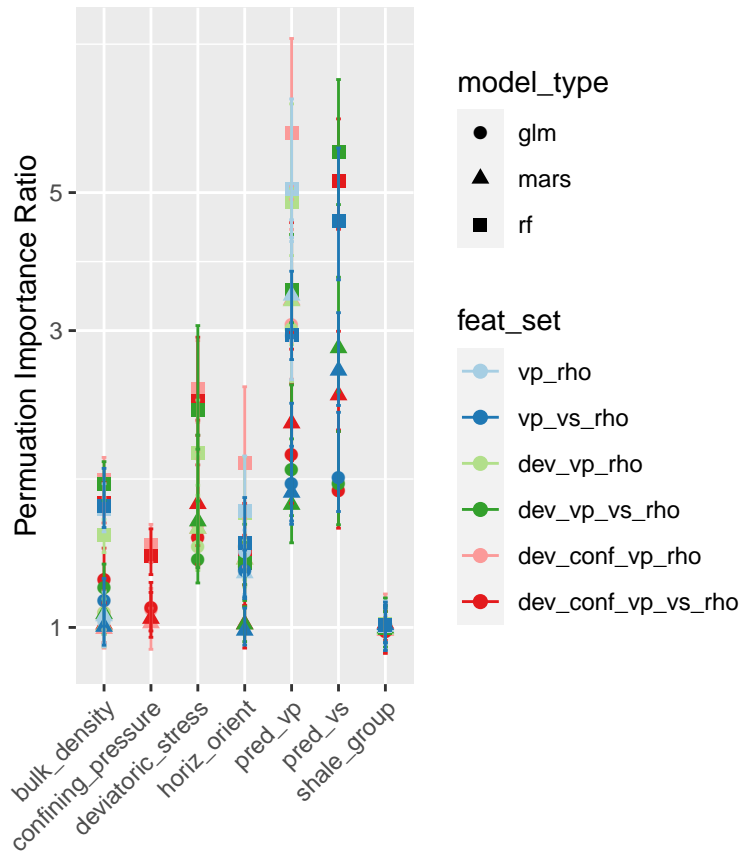 Permuation Importance Ratio
5
3
1
bulk_density
confining_pressure
deviatoric_stress
horiz_orient
pred_vp
pred_vs
shale_group
model_type
glm
mars
rf
feat_set
vp_rho
vp_vs_rho
dev_vp_rho
dev_vp_vs_rho
dev_conf_vp_rho
dev_conf_vp_vs_rho